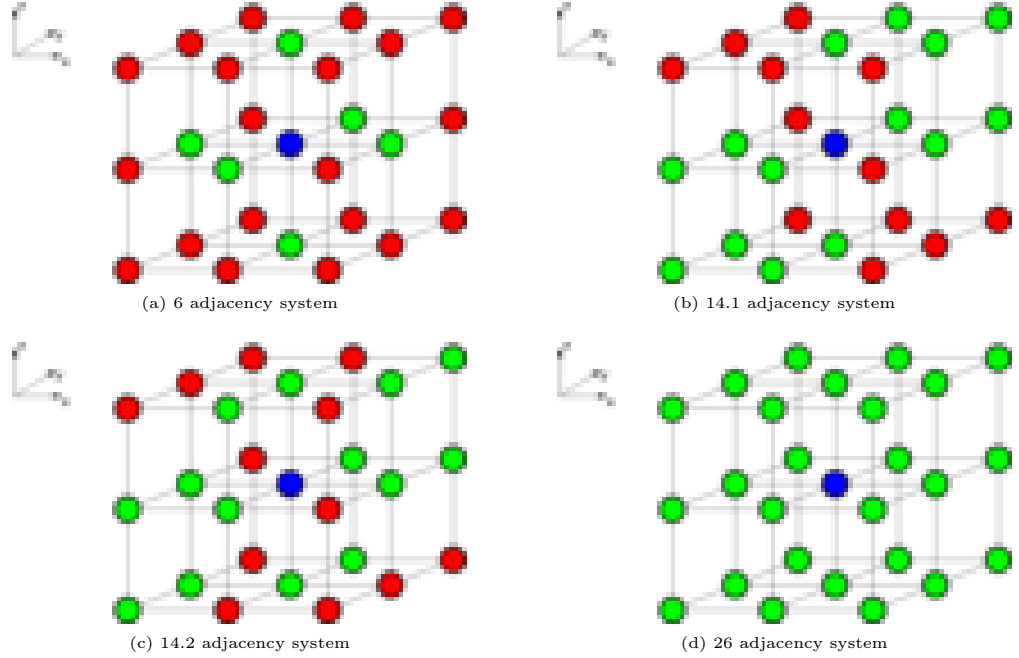 (a) 6 adjacency system
(b) 14.1 adjacency system
(c) 14.2 adjacency system
(d) 26 adjacency system